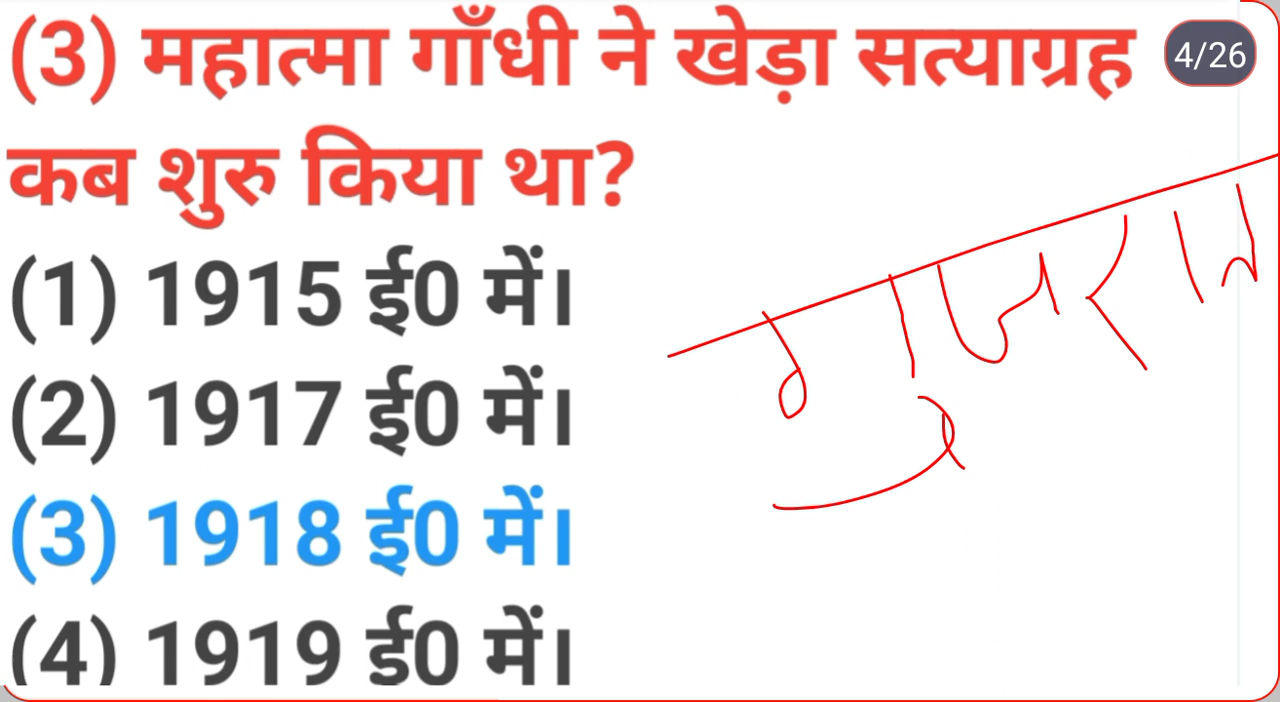 (3) महात्मा गाँधी ने खेड़ा सत्याग्रह
4/26
कब शुरु किया था?
(1) 1915 ई0 में।
गुजरात
(2) 1917 ई0 में।
(3) 1918 ई0 में।
(4) 1919 ई0 में।